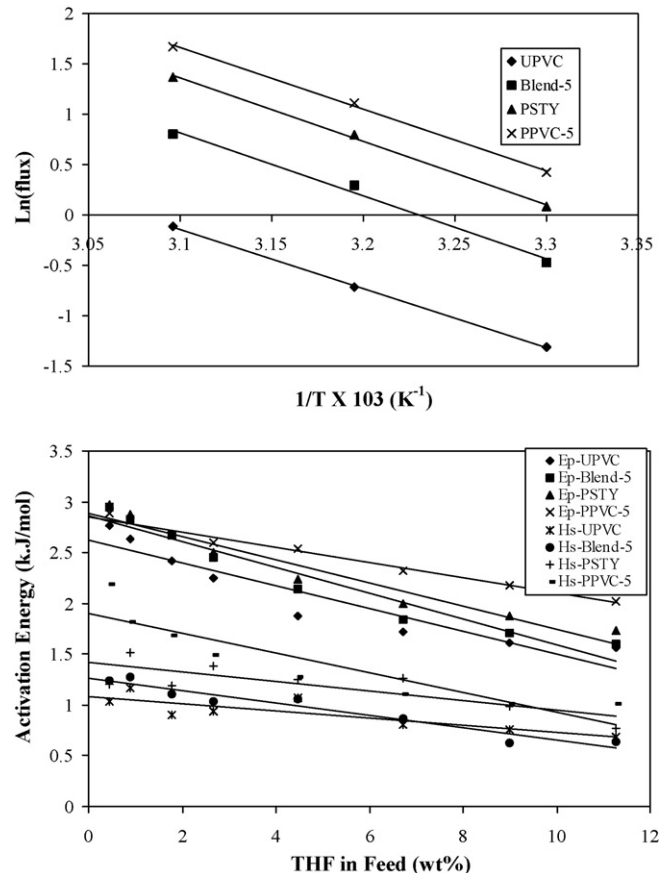 2
1.5
1
0.5
0
-0.5
-1
-1.5
3.05
3.1
3.15
3.2
3.25
3.3
3.35
Ln(flux)
1/T X 103 (K⁻¹)
UPVC
Blend-5
PSTY
PPVC-5
3.5
3
2.5
2
1.5
1
0.5
0
0
2
4
6
8
10
12
Activation Energy (k.J/mol)
THF in Feed (wt%)
Ep-UPVC
Ep-Blend-5
Ep-PSTY
Ep-PPVC-5
Hs-UPVC
Hs-Blend-5
Hs-PSTY
Hs-PPVC-5